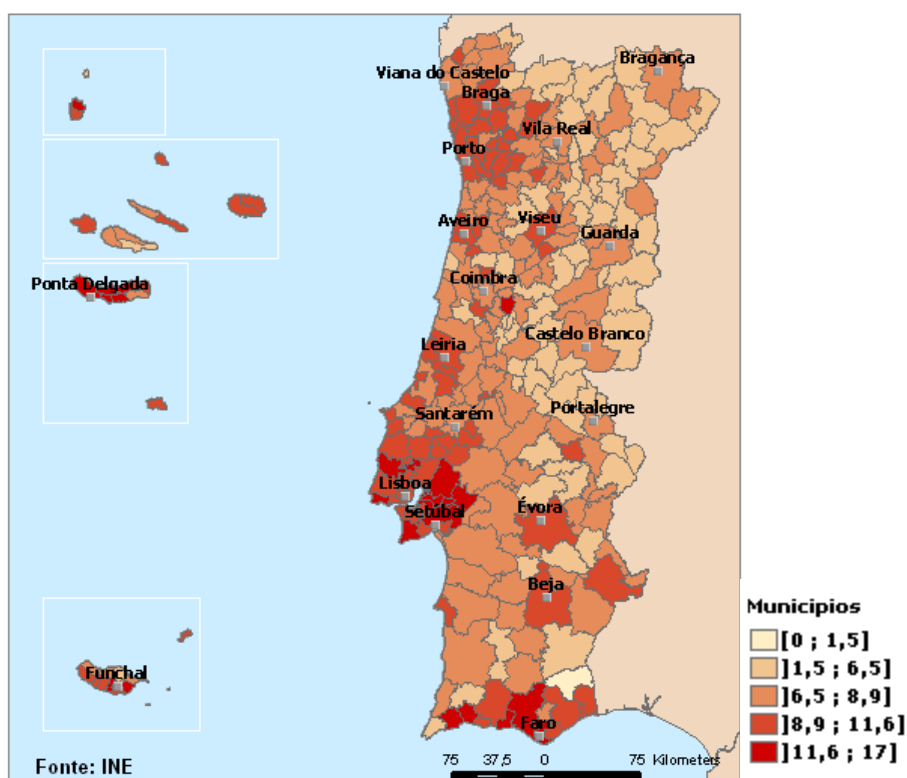 Bragança
Viana do Castelo
Braga
Vila Real
Porto
Aveiro
Viseu
Guarda
Ponta Delgada
Coimbra
Castelo Branco
Leiria
Portalegre
Santarém
Lisboa
Setúbal
Évora
Beja
Municipios
[0 ; 1,5]
]1,5 ; 6,5]
]6,5 ; 8,9]
]8,9 ; 11,6]
]11,6 ; 17]
Funchal
Faro
Fonte: INE
75 37,5 0 75 Kilometers